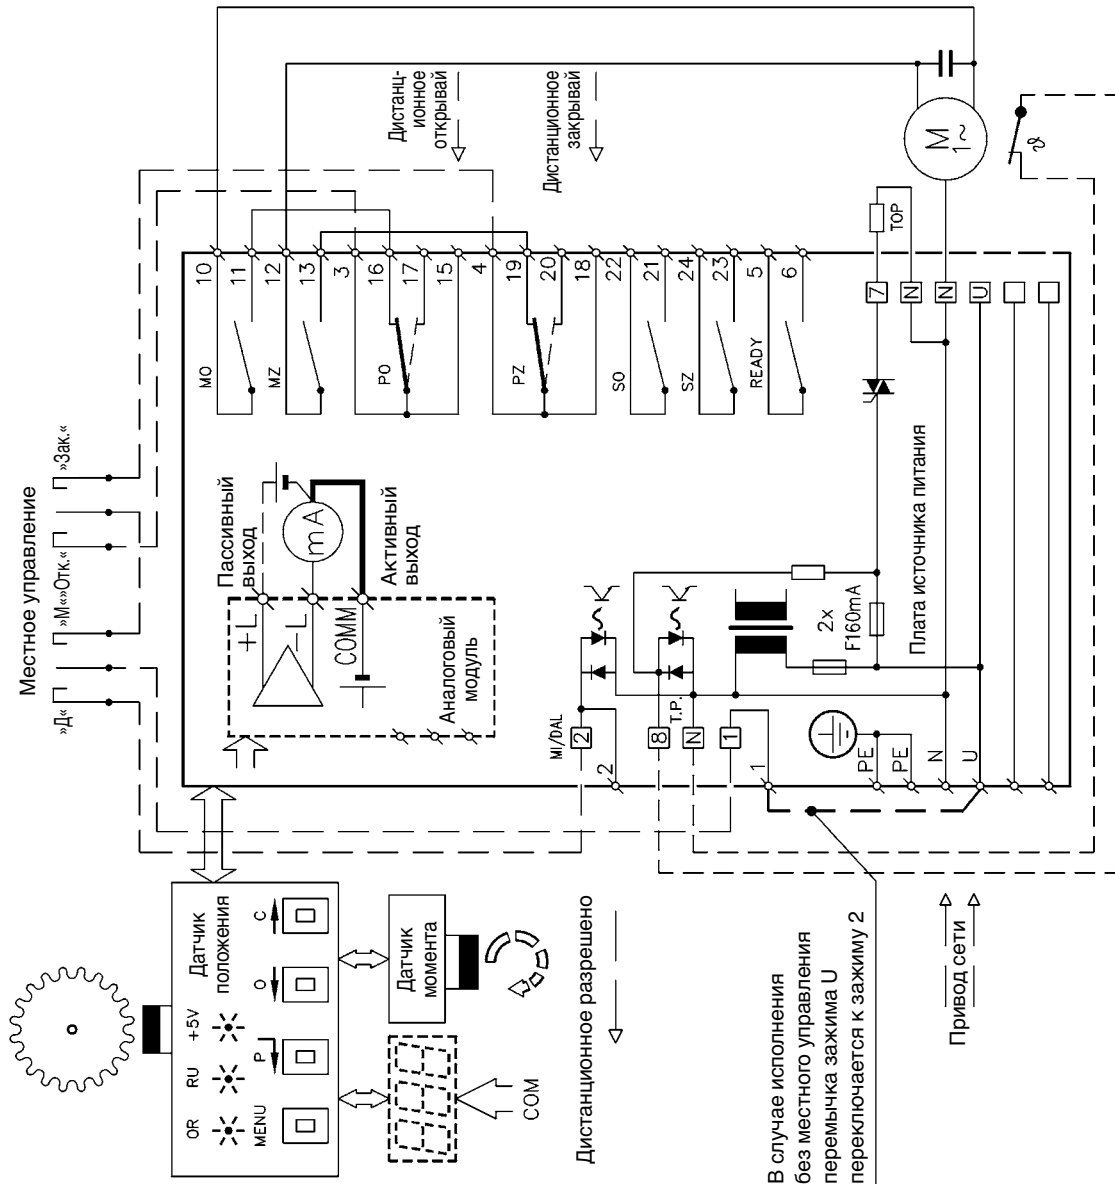 Местное управление
»Д«
»М«
»Отк.«
»Зак.«
Дистанц-
ионное
открывай
Дистанционное
закрывай
10
11
12
13
3
16
17
15
4
19
20
18
22
21
24
23
5
6
MO
MZ
PO
PZ
SO
SZ
READY
M
1~
ϑ
TOP
7
N
N
U
Пассивный
выход
+L
−L
mA
COMM
Активный
выход
Аналоговый
модуль
MI/DAL
2
2
8
T.P.
N
1
1
2x
F160mA
Плата источника питания
PE
PE
N
U
Датчик
положения
OR
RU
+5V
MENU
P
O
C
Датчик
момента
COM
Дистанционное разрешено
В случае исполнения
без местного управления
перемычка зажима U
переключается к зажиму 2
Привод сети